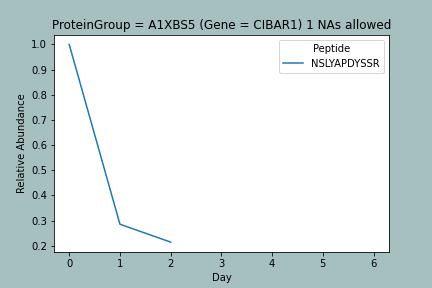 ProteinGroup = A1XBS5 (Gene = CIBAR1) 1 NAs allowed
Peptide
NSLYAPDYSSR
Relative Abundance
1.0
0.9
0.8
0.7
0.6
0.5
0.4
0.3
0.2
0 1 2 3 4 5 6
Day